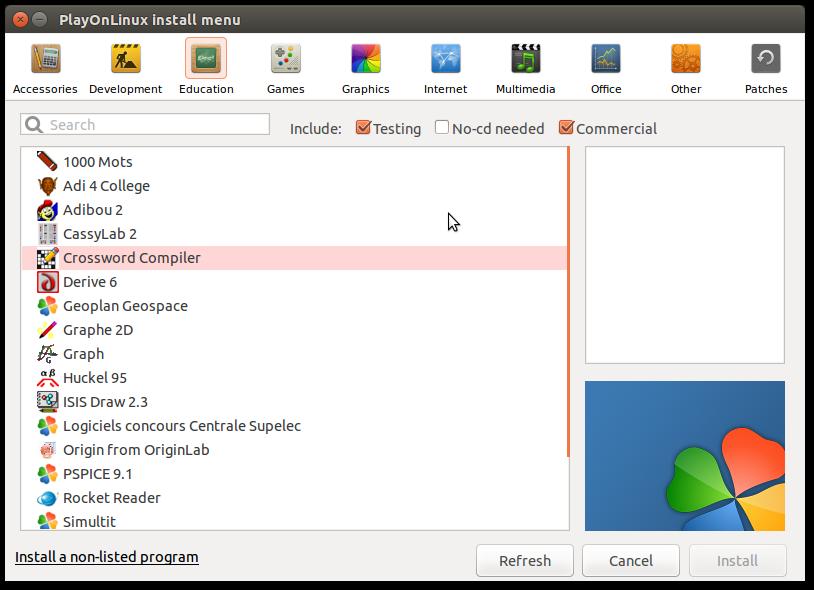 PlayOnLinux install menu
Accessories Development Education Games Graphics Internet Multimedia Office Other Patches
Search Include: Testing No-cd needed Commercial
1000 Mots
Adi 4 College
Adibou 2
CassyLab 2
Crossword Compiler
Derive 6
Geoplan Geospace
Graphe 2D
Graph
Huckel 95
ISIS Draw 2.3
Logiciels concours Centrale Supelec
Origin from OriginLab
PSPICE 9.1
Rocket Reader
Simultit
Install a non-listed program Refresh Cancel Install